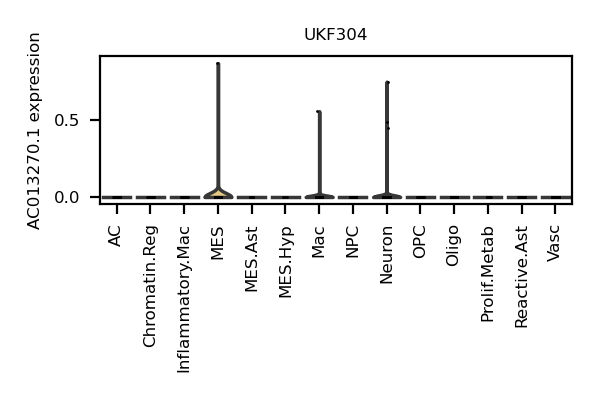 UKF304
AC013270.1 expression
0.5
0.0
AC
Chromatin.Reg
Inflammatory.Mac
MES
MES.Ast
MES.Hyp
Mac
NPC
Neuron
OPC
Oligo
Prolif.Metab
Reactive.Ast
Vasc